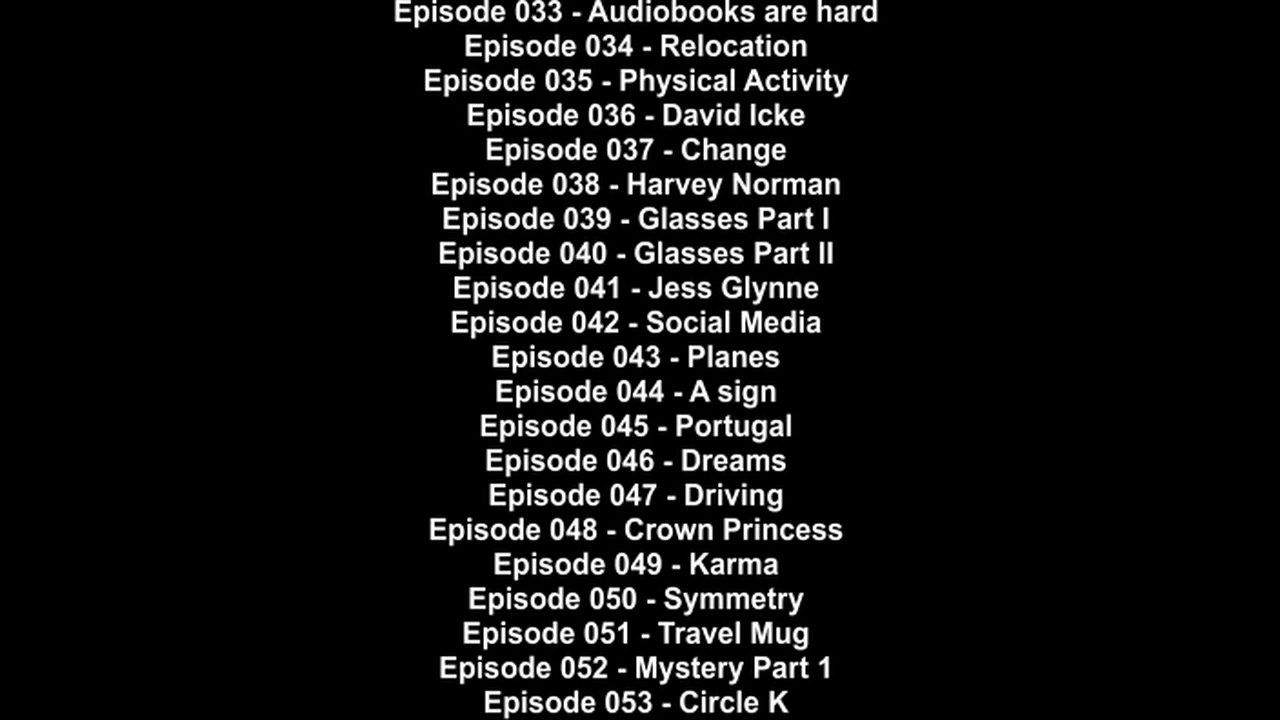 Episode 033 - Audiobooks are hard
Episode 034 - Relocation
Episode 035 - Physical Activity
Episode 036 - David Icke
Episode 037 - Change
Episode 038 - Harvey Norman
Episode 039 - Glasses Part I
Episode 040 - Glasses Part II
Episode 041 - Jess Glynne
Episode 042 - Social Media
Episode 043 - Planes
Episode 044 - A sign
Episode 045 - Portugal
Episode 046 - Dreams
Episode 047 - Driving
Episode 048 - Crown Princess
Episode 049 - Karma
Episode 050 - Symmetry
Episode 051 - Travel Mug
Episode 052 - Mystery Part 1
Episode 053 - Circle K